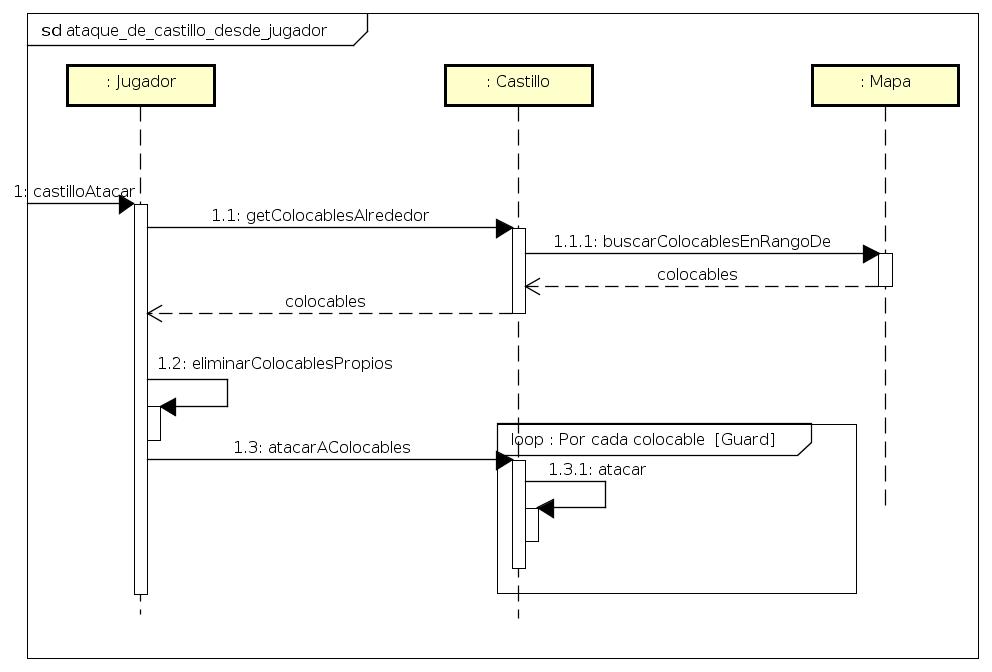 sd ataque_de_castillo_desde_jugador
: Jugador
: Castillo
: Mapa
1: castilloAtacar
1.1: getColocablesAlrededor
1.1.1: buscarColocablesEnRangoDe
colocables
colocables
1.2: eliminarColocablesPropios
loop : Por cada colocable [Guard]
1.3: atacarAColocables
1.3.1: atacar